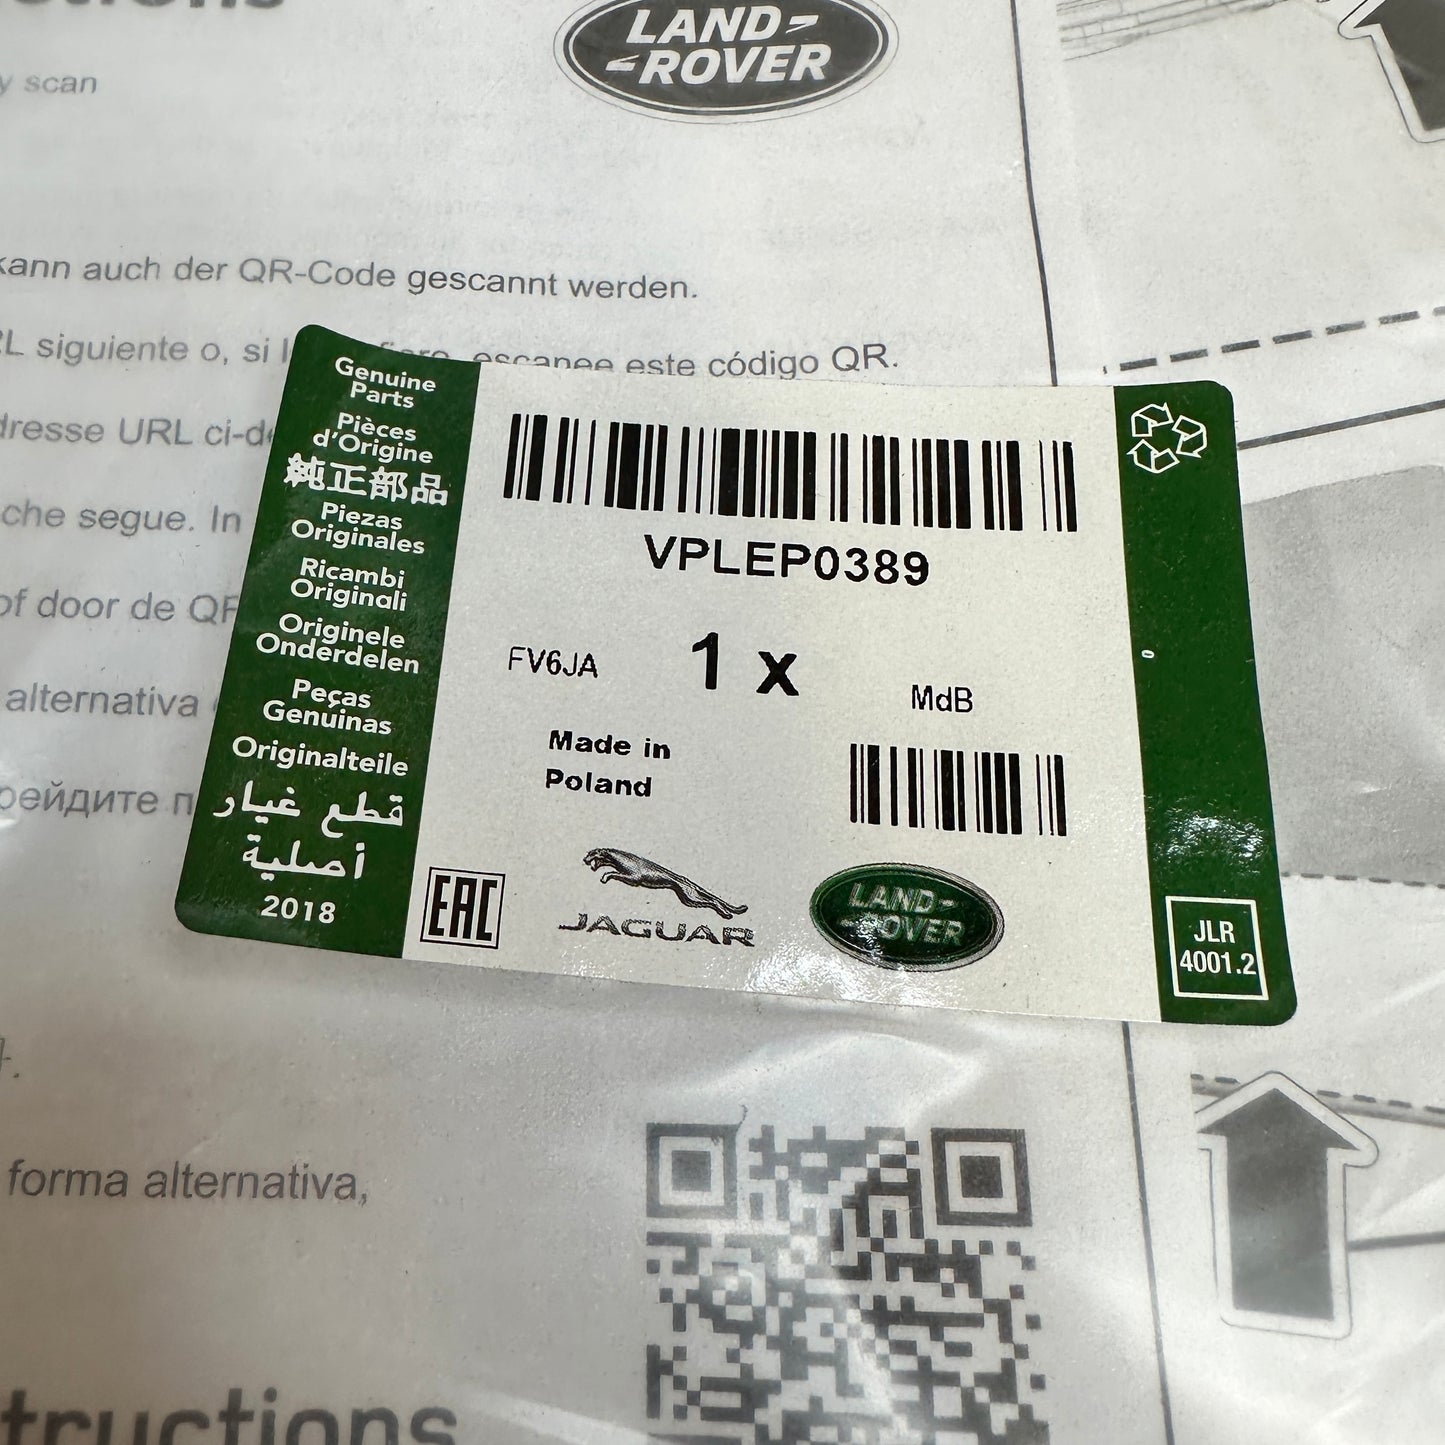 y scan
LAND
ROVER
kann auch der QR-Code gescannt werden.
escanee este código QR.
siguiente o, si
dresse URL ci-de
che segue. In
of door de QR
alternativa
forma alternativa,
Genuine
Parts
Pièces
d'Origine
純正部品
Piezas
Originales
Ricambi
Originali
Originele
Onderdelen
Peças
Genuinas
Originalteile
قطع غيار
أصلية
2018
VPLEP0389
FV6JA
1 x
MdB
Made in
Poland
EAC
JAGUAR
LAND
ROVER
JLR
4001.2